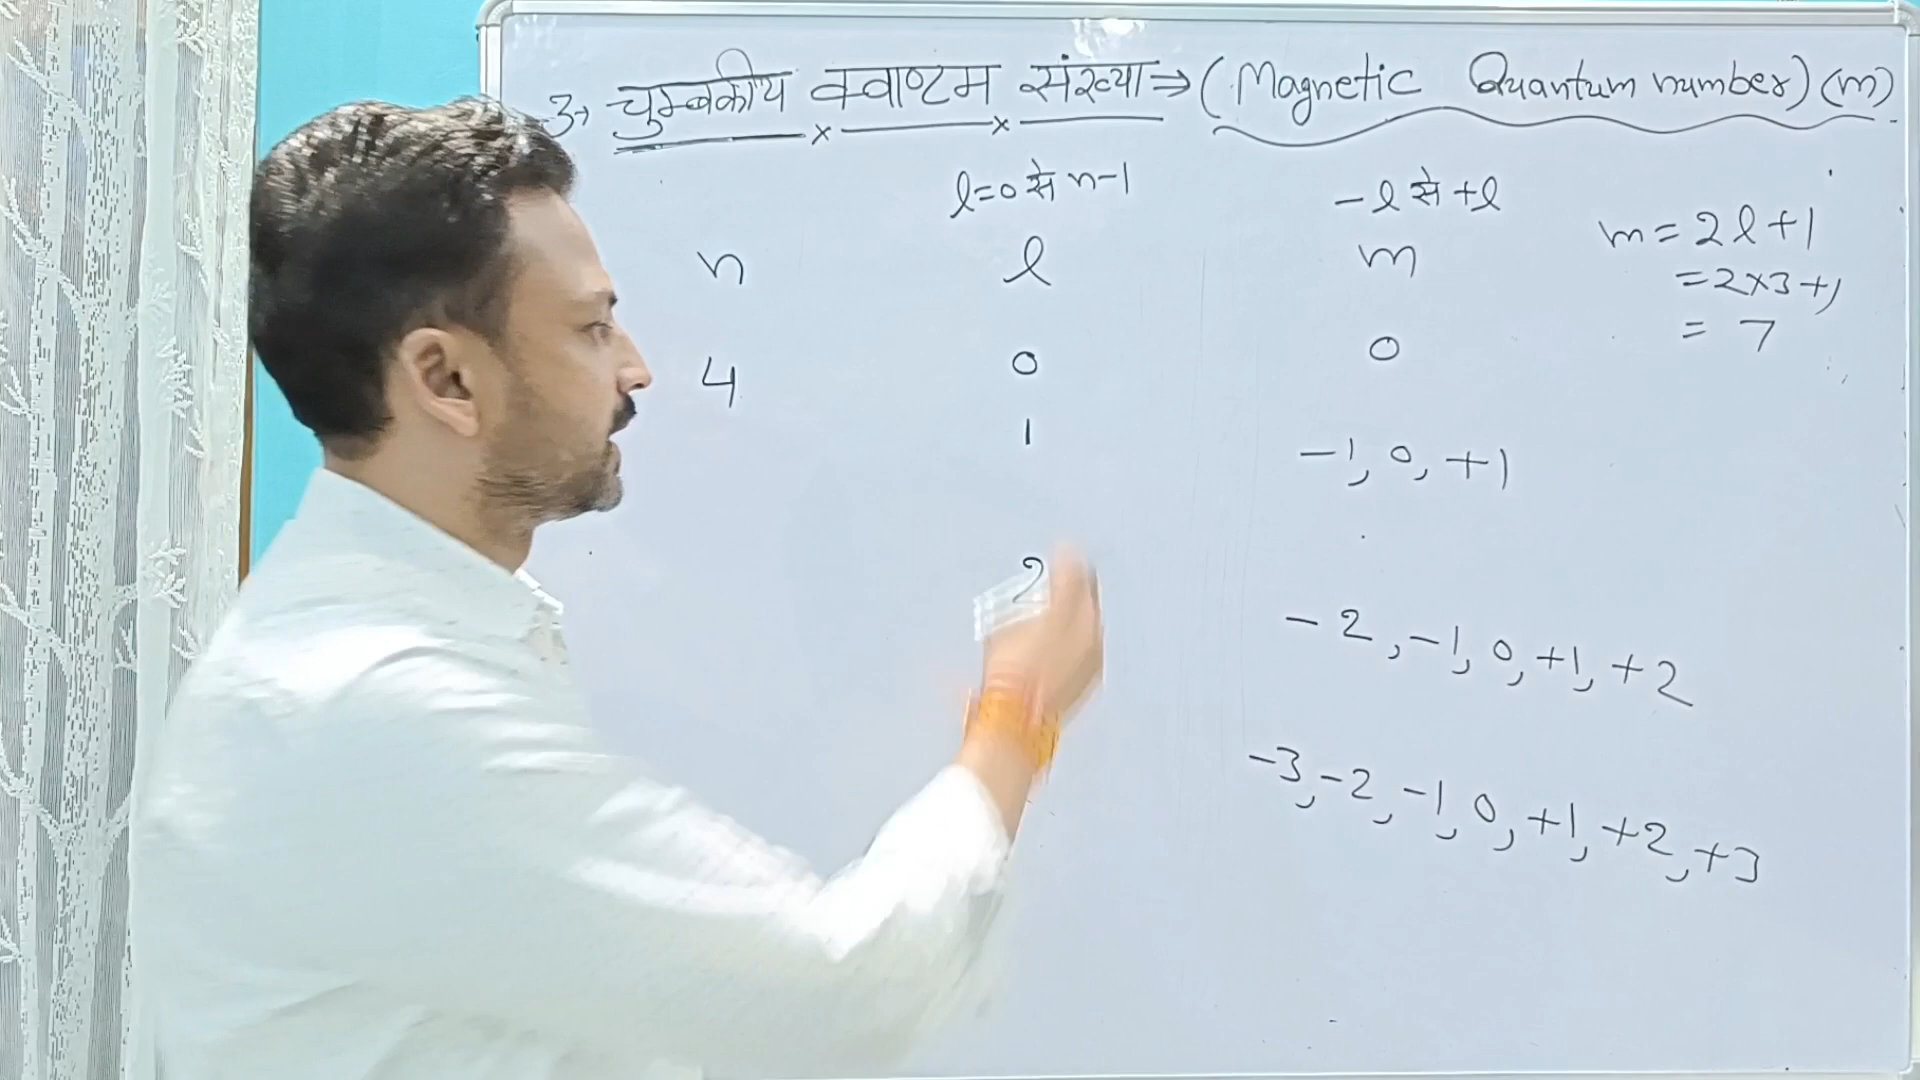 3→ चुम्बकीय क्वाण्टम संख्या ⇒ (Magnetic Quantum number) (m)
l=0 से n-1
-l से +l
m = 2l+1
n l m
= 2×3+1
= 7
4 0 0
1 -1, 0, +1
2 -2, -1, 0, +1, +2
-3, -2, -1, 0, +1, +2, +3